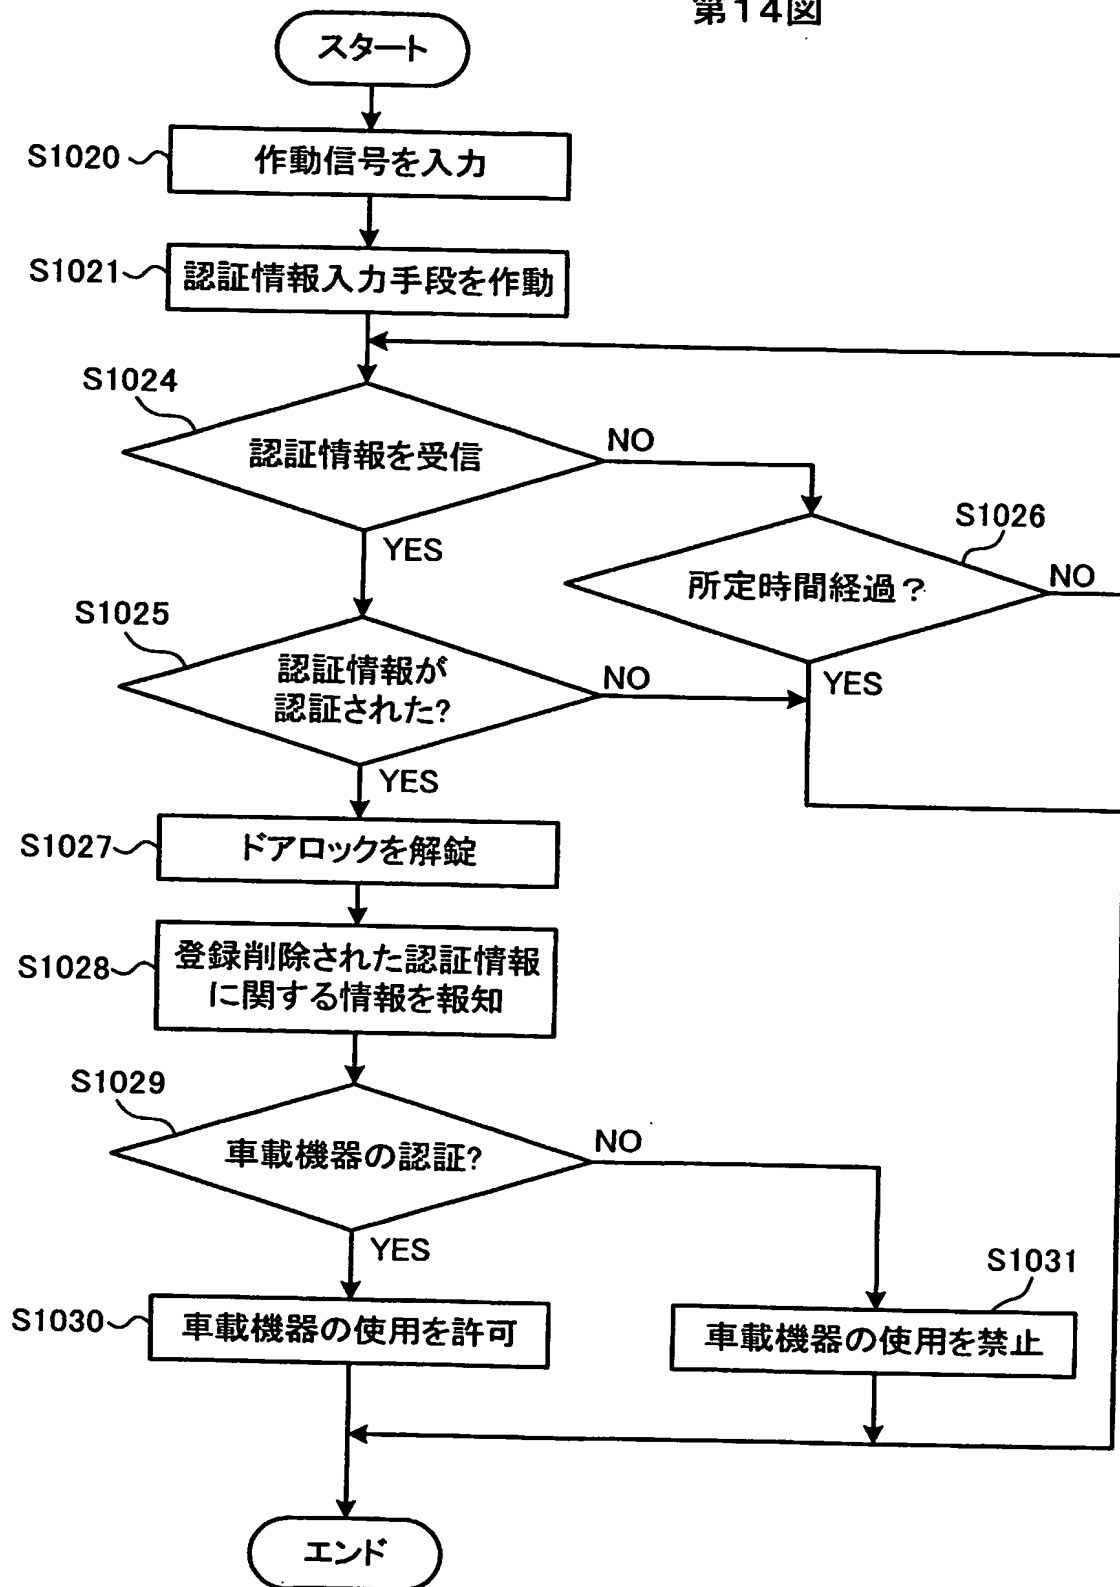 第14図
スタート
S1020
作動信号を入力
S1021
認証情報入力手段を作動
S1024
認証情報を受信
NO
YES
S1026
所定時間経過？
NO
YES
S1025
認証情報が
認証された?
NO
YES
S1027
ドアロックを解錠
S1028
登録削除された認証情報
に関する情報を報知
S1029
車載機器の認証?
NO
YES
S1030
車載機器の使用を許可
S1031
車載機器の使用を禁止
エンド